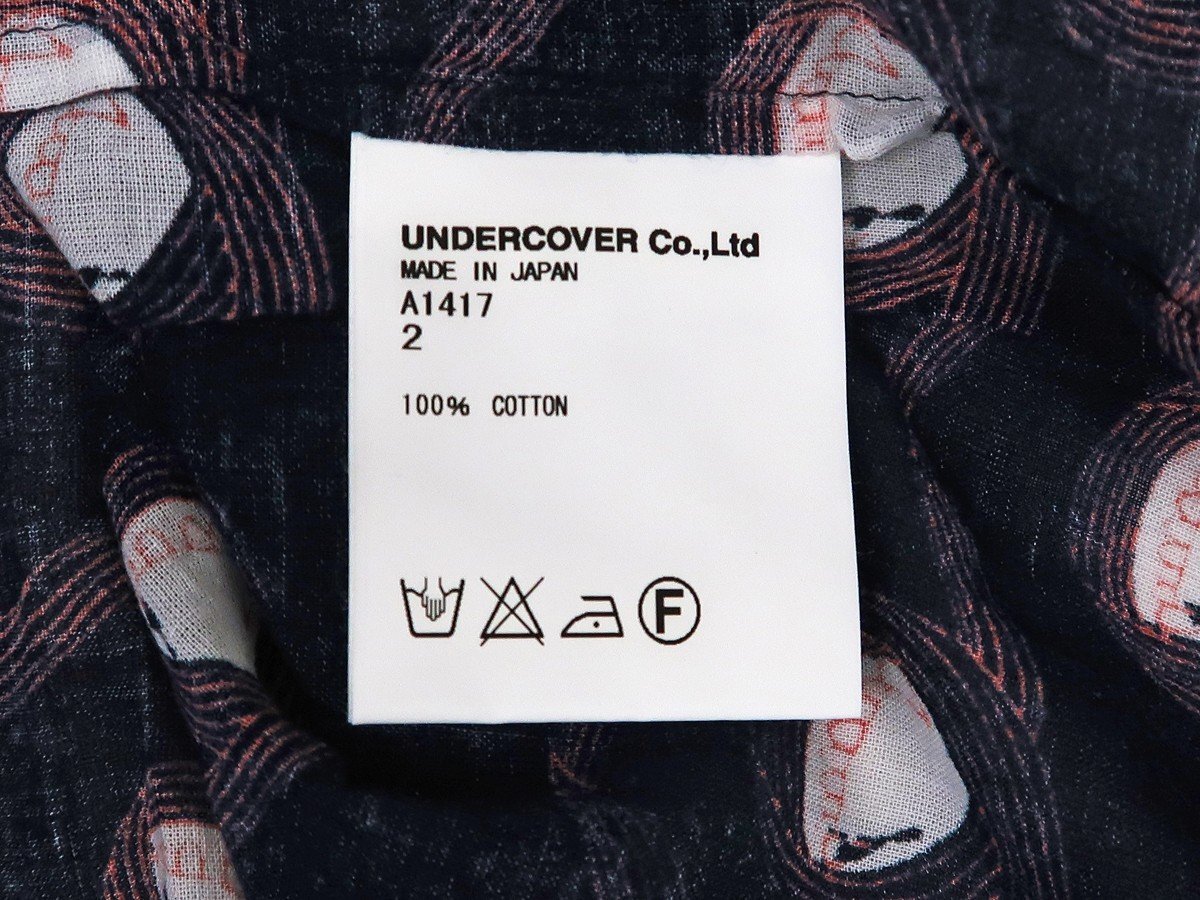 UNDERCOVER Co.,Ltd
MADE IN JAPAN
A1417
2
100% COTTON
F